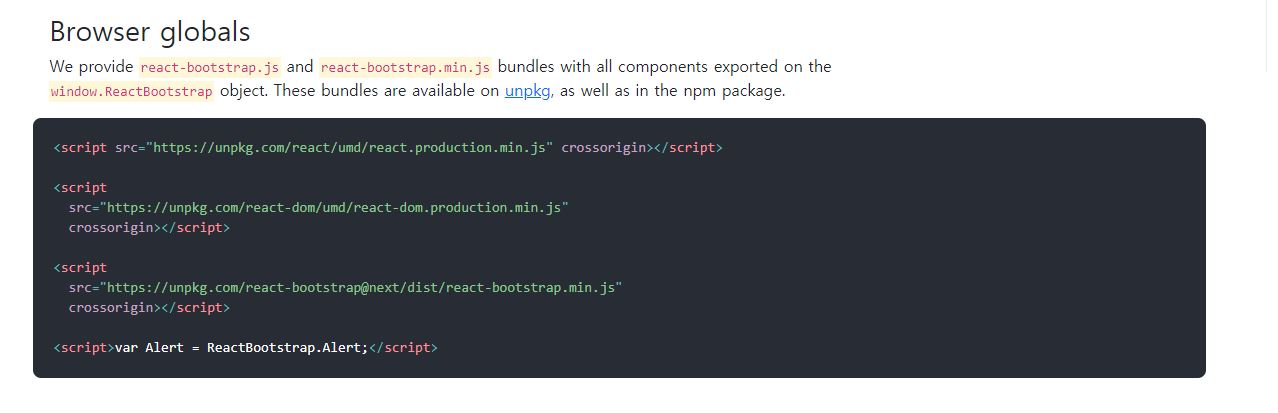 Browser globals
We provide react-bootstrap.js and react-bootstrap.min.js bundles with all components exported on the
window.ReactBootstrap object. These bundles are available on unpkg, as well as in the npm package.
<script src="https://unpkg.com/react/umd/react.production.min.js" crossorigin></script>
<script
  src="https://unpkg.com/react-dom/umd/react-dom.production.min.js"
  crossorigin></script>
<script
  src="https://unpkg.com/react-bootstrap@next/dist/react-bootstrap.min.js"
  crossorigin></script>
<script>var Alert = ReactBootstrap.Alert;</script>